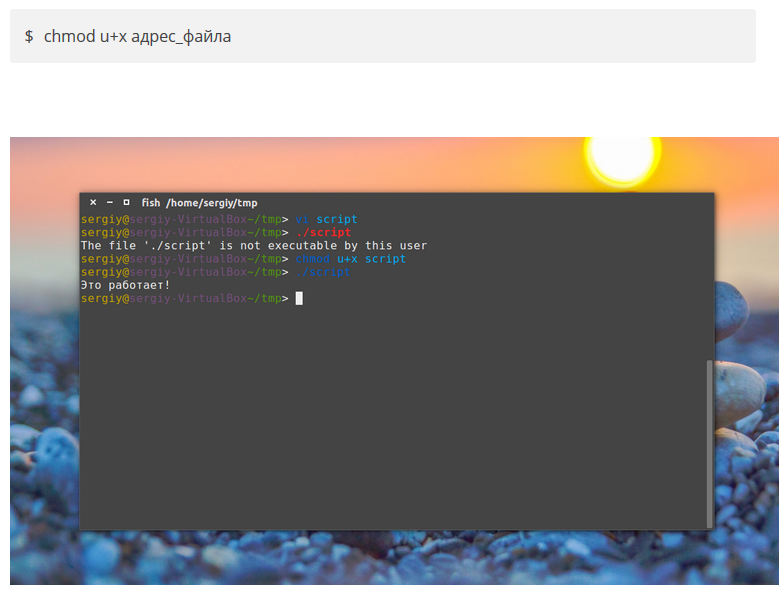 $ chmod u+x адрес_файла
fish /home/sergiy/tmp
sergiy@sergiy-VirtualBox~/tmp> vi script
sergiy@sergiy-VirtualBox~/tmp> ./script
The file './script' is not executable by this user
sergiy@sergiy-VirtualBox~/tmp> chmod u+x script
sergiy@sergiy-VirtualBox~/tmp> ./script
Это работает!
sergiy@sergiy-VirtualBox~/tmp>